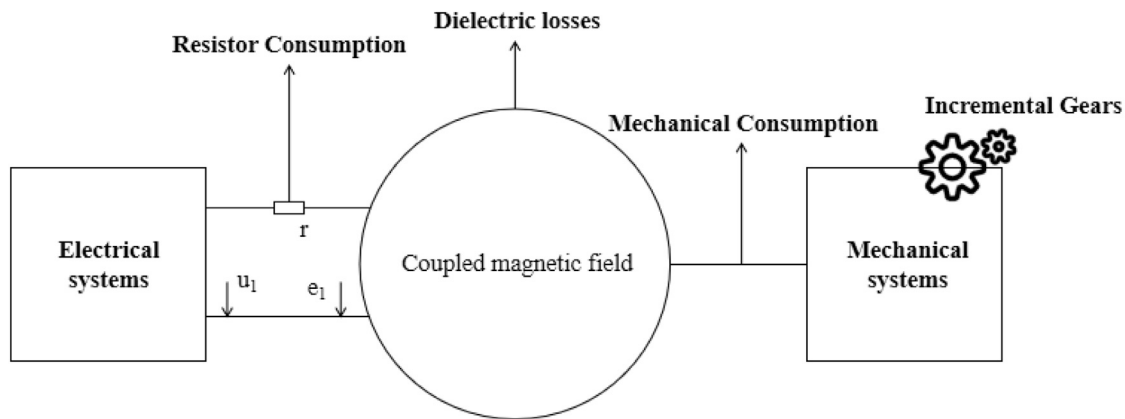 Dielectric losses
Resistor Consumption
Incremental Gears
Mechanical Consumption
r
Electrical
systems
Coupled magnetic field
Mechanical
systems
u1
e1